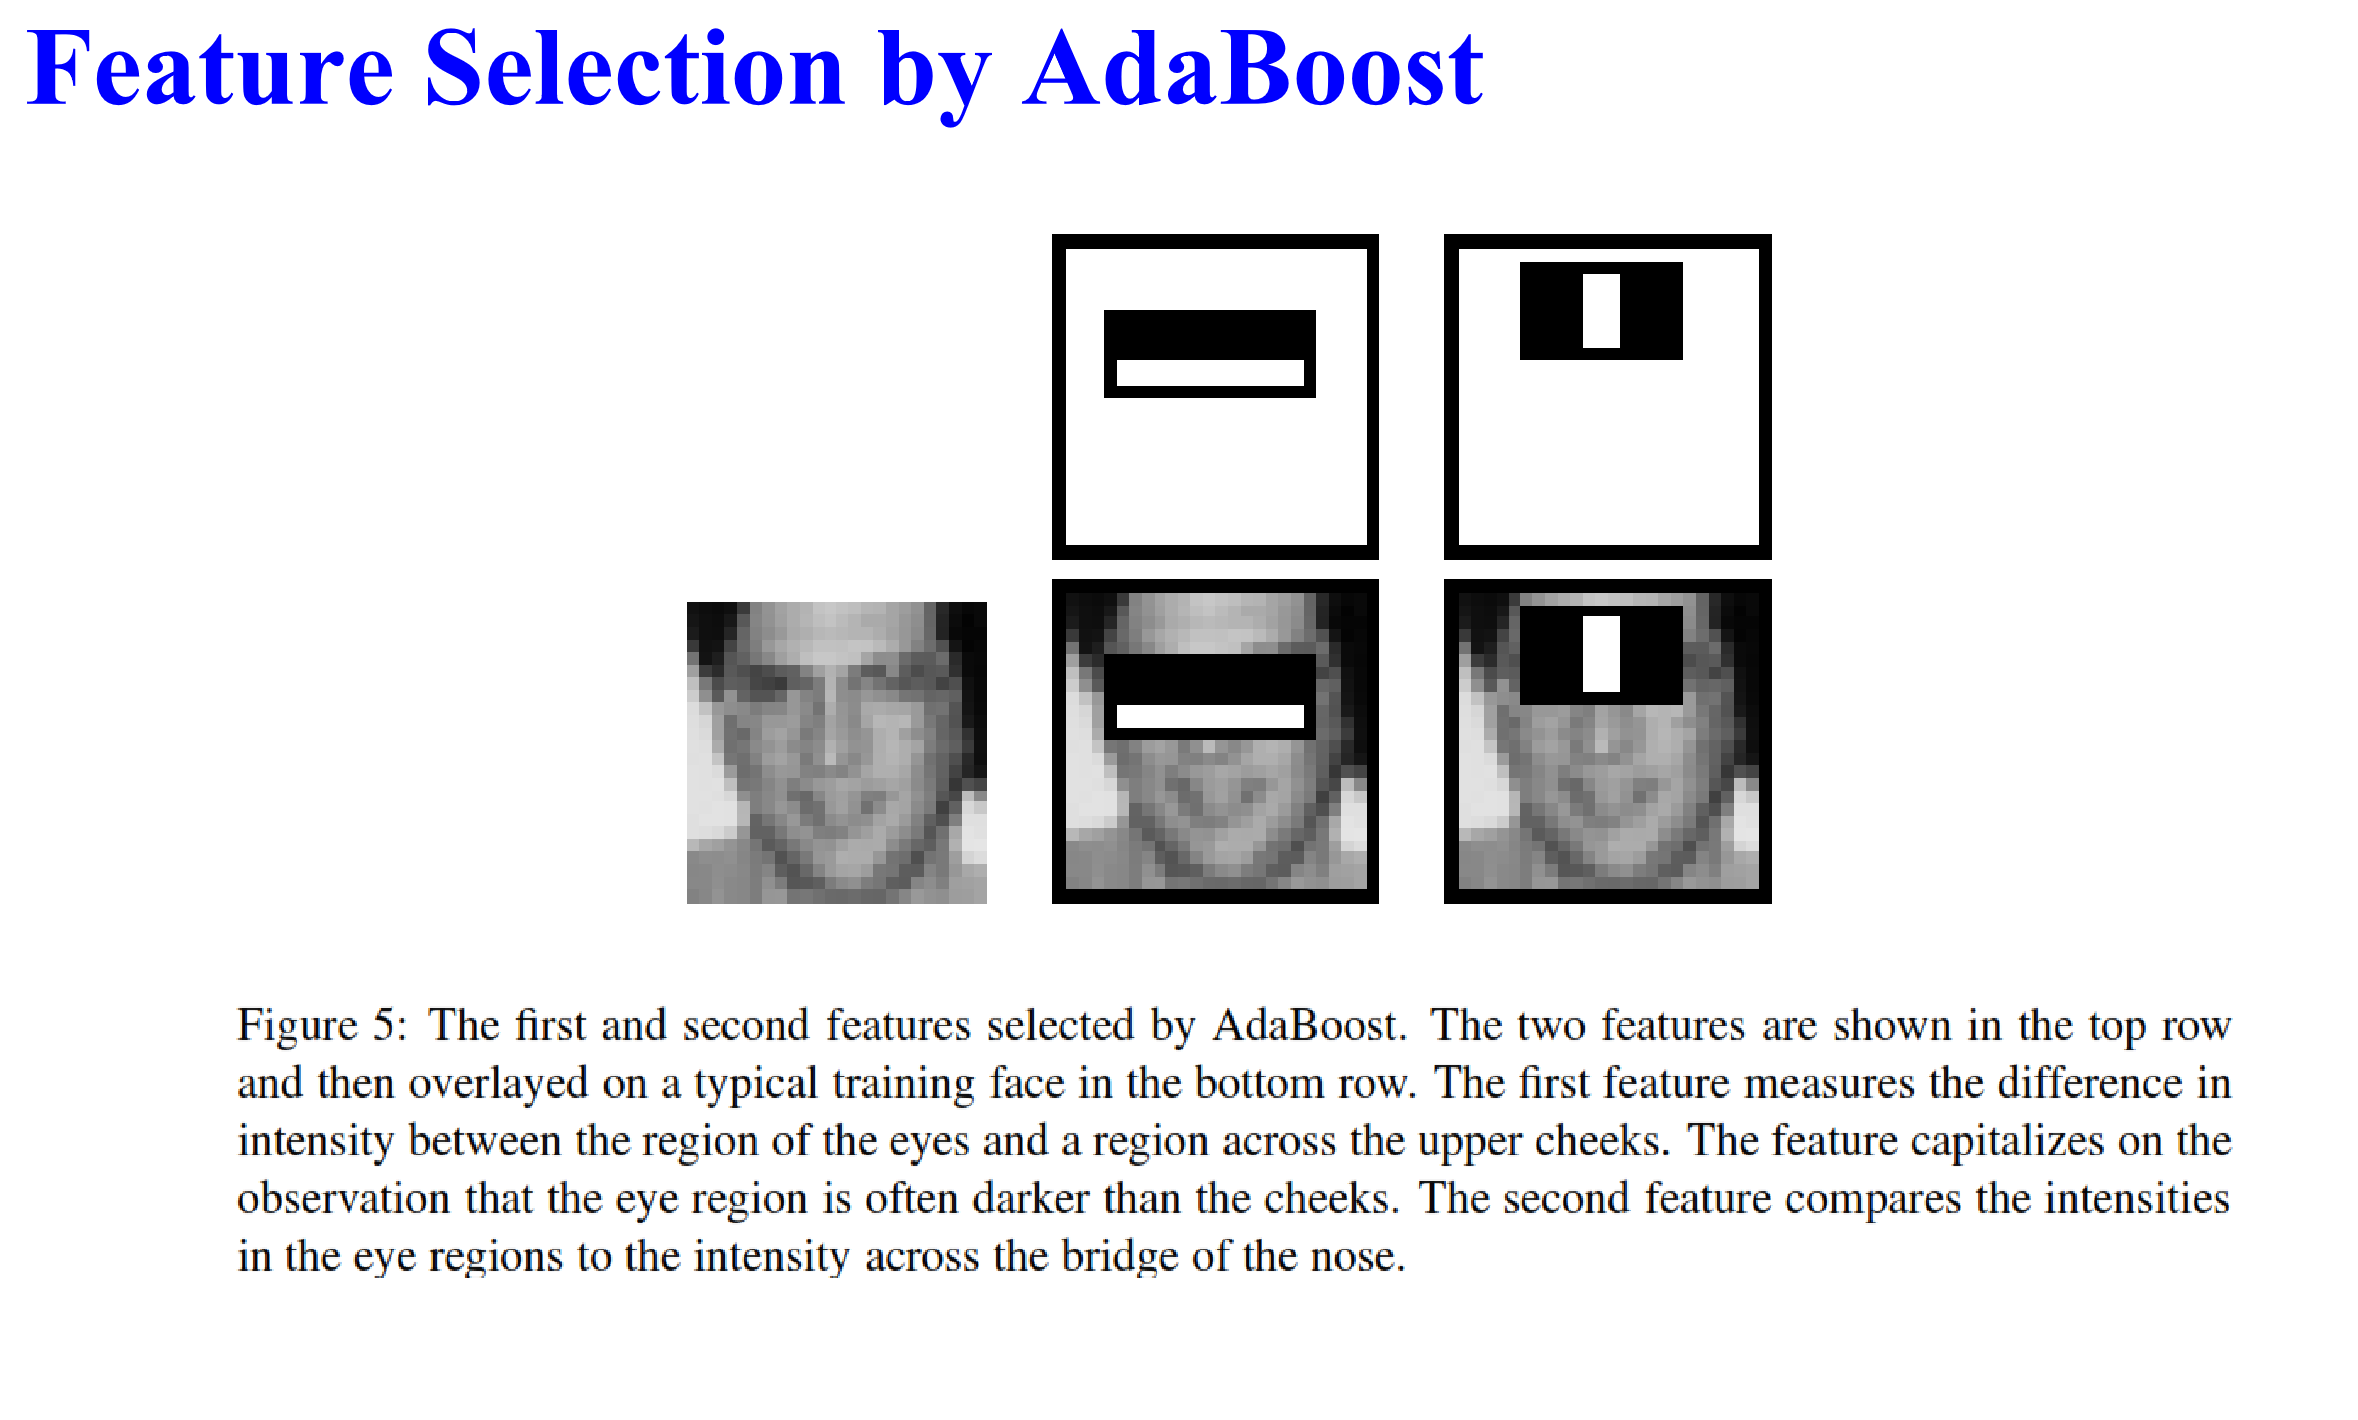 Feature Selection by AdaBoost
Figure 5: The first and second features selected by AdaBoost. The two features are shown in the top row
and then overlayed on a typical training face in the bottom row. The first feature measures the difference in
intensity between the region of the eyes and a region across the upper cheeks. The feature capitalizes on the
observation that the eye region is often darker than the cheeks. The second feature compares the intensities
in the eye regions to the intensity across the bridge of the nose.